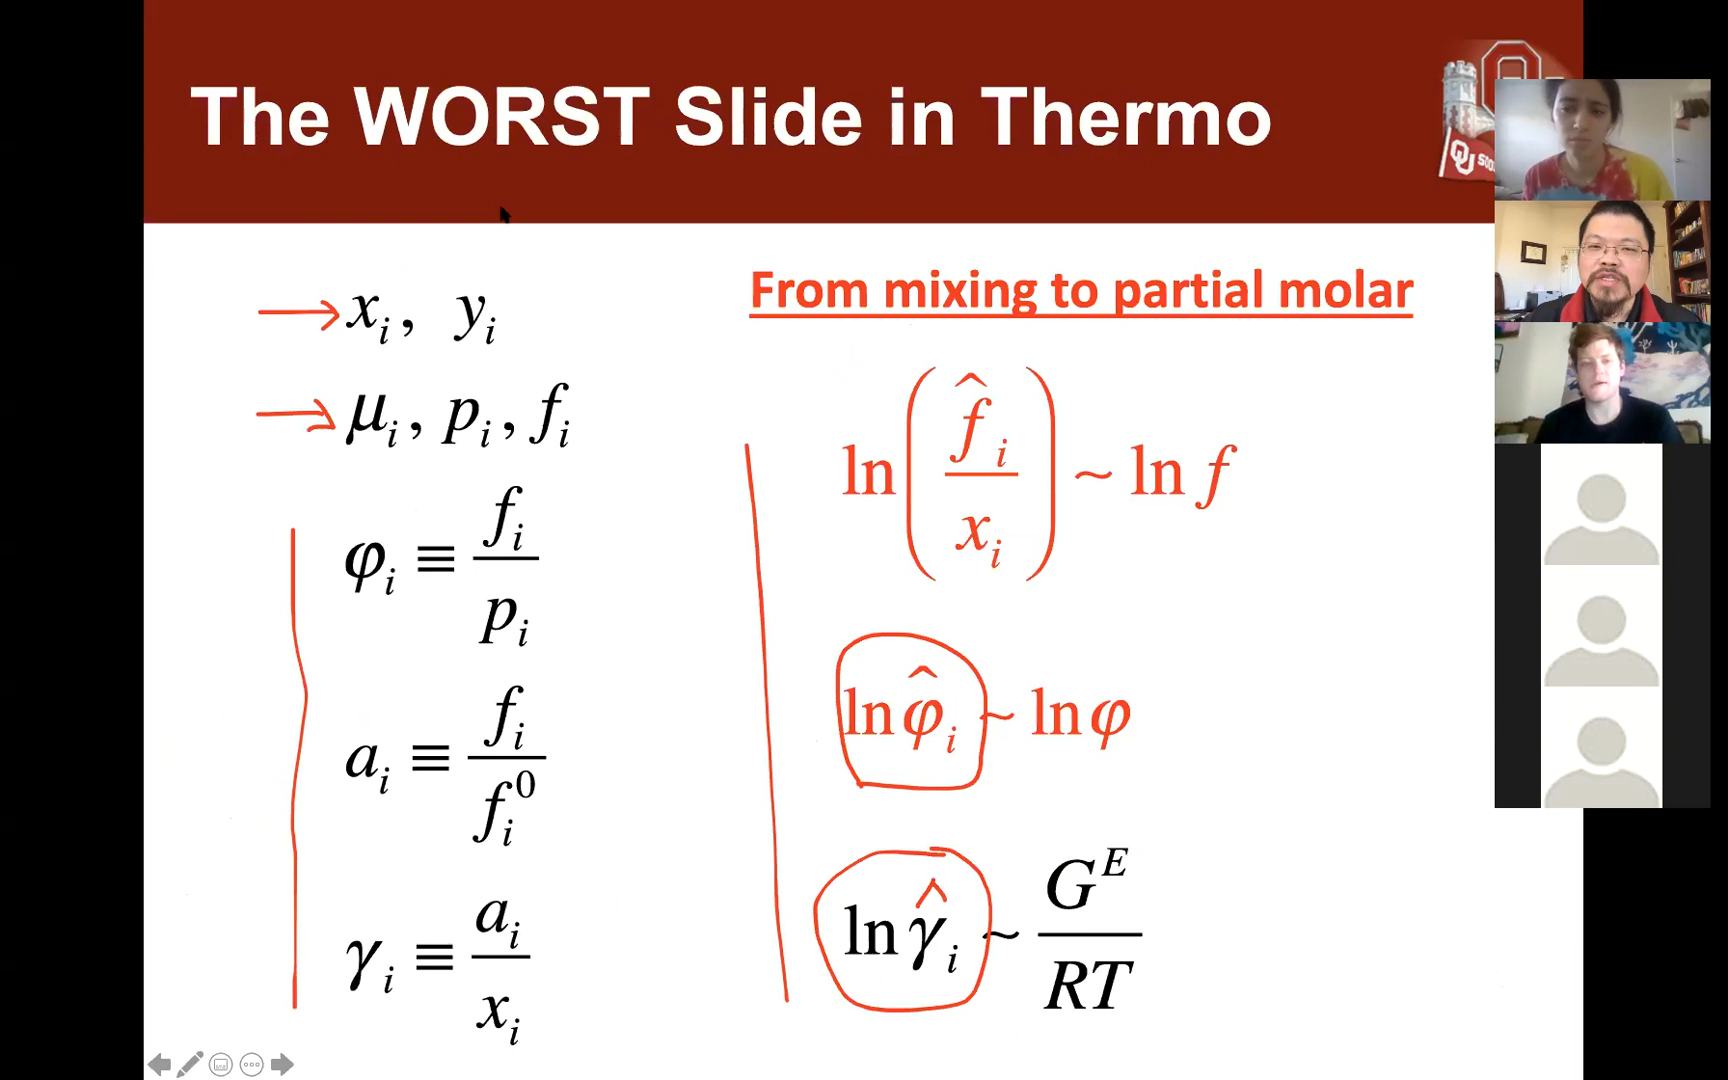 The WORST Slide in Thermo
OU
x_i, y_i
μ_i, p_i, f_i
φ_i ≡ f_i / p_i
a_i ≡ f_i / f_i^0
γ_i ≡ a_i / x_i
From mixing to partial molar
ln( f̂_i / x_i ) ~ ln f
ln φ̂_i ~ ln φ
ln γ̂_i ~ G^E / RT